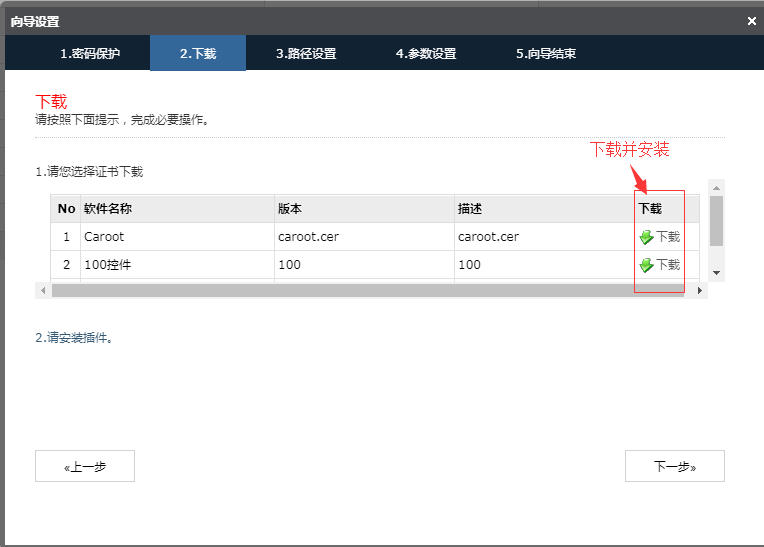 向导设置
1.密码保护 2.下载 3.路径设置 4.参数设置 5.向导结束
下载
请按照下面提示，完成必要操作。
下载并安装
1.请您选择证书下载
No 软件名称 版本 描述 下载
1 Caroot caroot.cer caroot.cer 下载
2 100控件 100 100 下载
2.请安装插件。
«上一步 下一步»